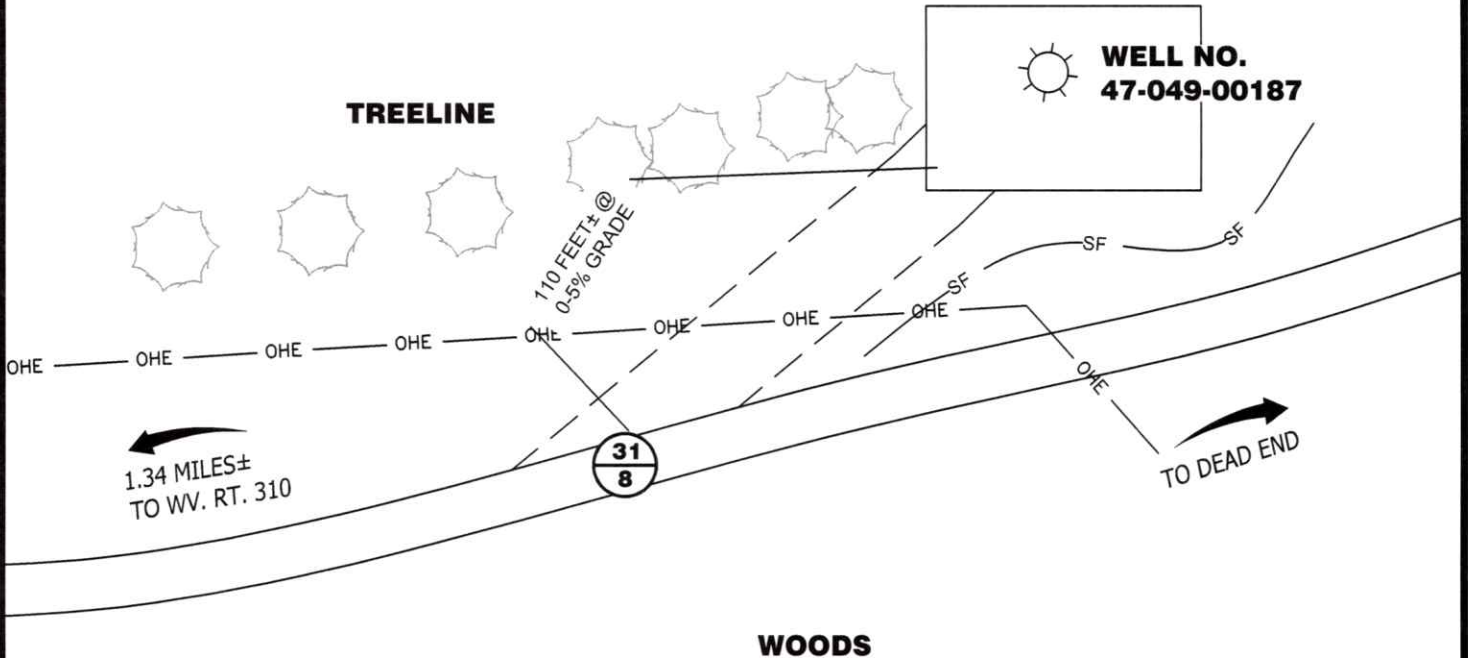 WELL NO.
47-049-00187
TREELINE
110 FEET± @
0-5% GRADE
SF
SF
SF
OHE
OHE
OHE
OHE
OHE
OHE
OHE
OHE
OHE
31
8
1.34 MILES±
TO WV. RT. 310
TO DEAD END
WOODS